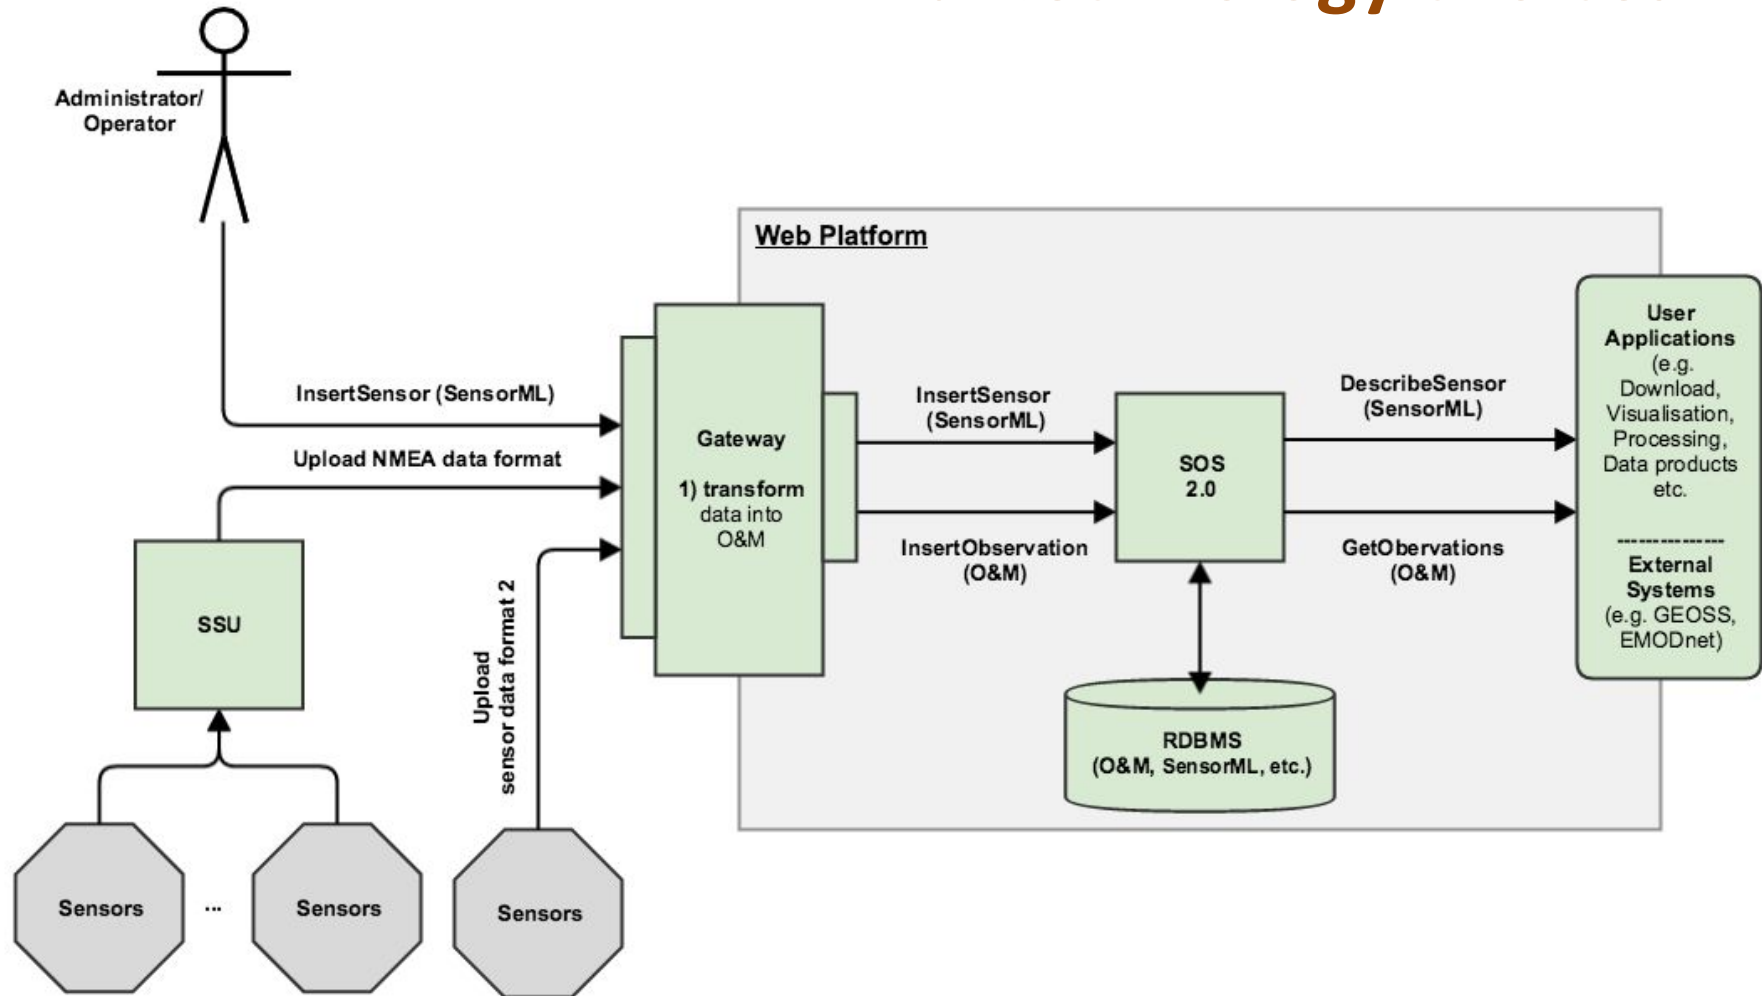 Administrator/
Operator
Web Platform
InsertSensor (SensorML)
Upload NMEA data format
Upload
sensor data format 2
SSU
Sensors
...
Sensors
Sensors
Gateway
1) transform
data into
O&M
InsertSensor
(SensorML)
InsertObservation
(O&M)
SOS
2.0
DescribeSensor
(SensorML)
GetObervations
(O&M)
RDBMS
(O&M, SensorML, etc.)
User
Applications
(e.g.
Download,
Visualisation,
Processing,
Data products
etc.
---------------
External
Systems
(e.g. GEOSS,
EMODnet)